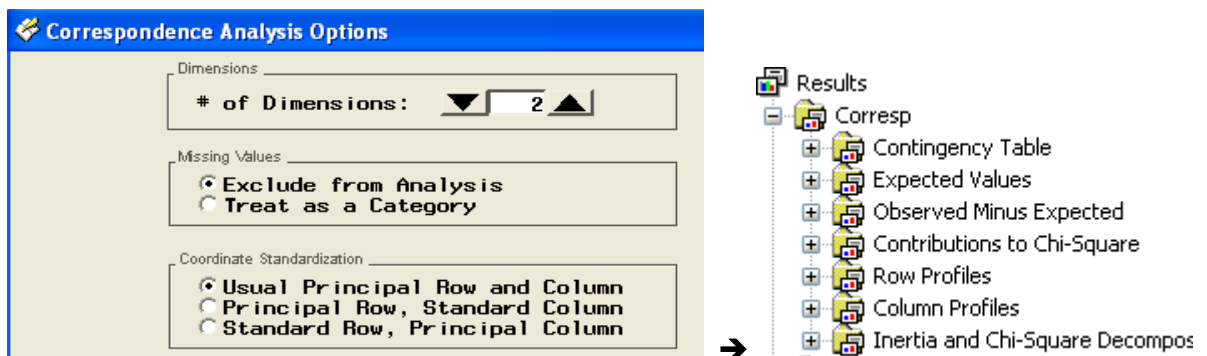 Correspondence Analysis Options
Dimensions
# of Dimensions: 2
Missing Values
Exclude from Analysis
Treat as a Category
Coordinate Standardization
Usual Principal Row and Column
Principal Row, Standard Column
Standard Row, Principal Column
➔
Results
Corresp
Contingency Table
Expected Values
Observed Minus Expected
Contributions to Chi-Square
Row Profiles
Column Profiles
Inertia and Chi-Square Decompos